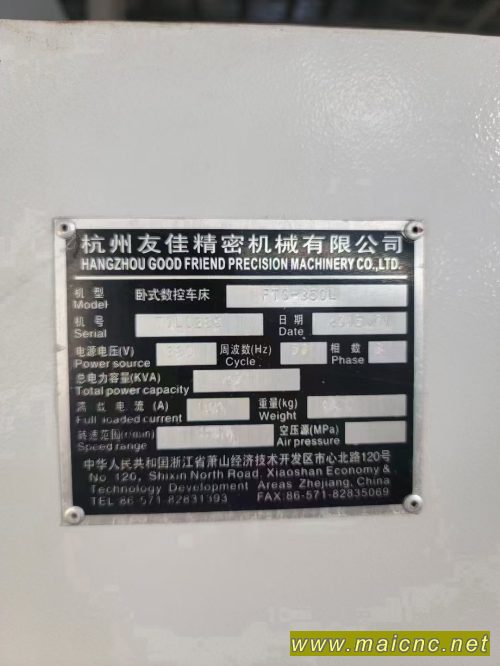 杭州友佳精密机械有限公司
HANGZHOU GOOD FRIEND PRECISION MACHINERY CO.,LTD.
机 型 卧式数控车床 FTC-350L
Model
机 号 日 期
Serial Date
电源电压(V) 周波数(Hz) 相 数
Power source Cycle Phase
总电力容量(KVA)
Total power capacity
满载电流(A) 重量(kg)
Full loaded current Weight
转速范围(r/min) 空压源(MPa)
Speed range Air pressure
中华人民共和国浙江省萧山经济技术开发区市心北路120号
No 120, Shixin North Road, Xiaoshan Economy &
Technology Development Areas Zhejiang, China
TEL 86-571-82831393 FAX:86-571-82835069
www.maicnc.net